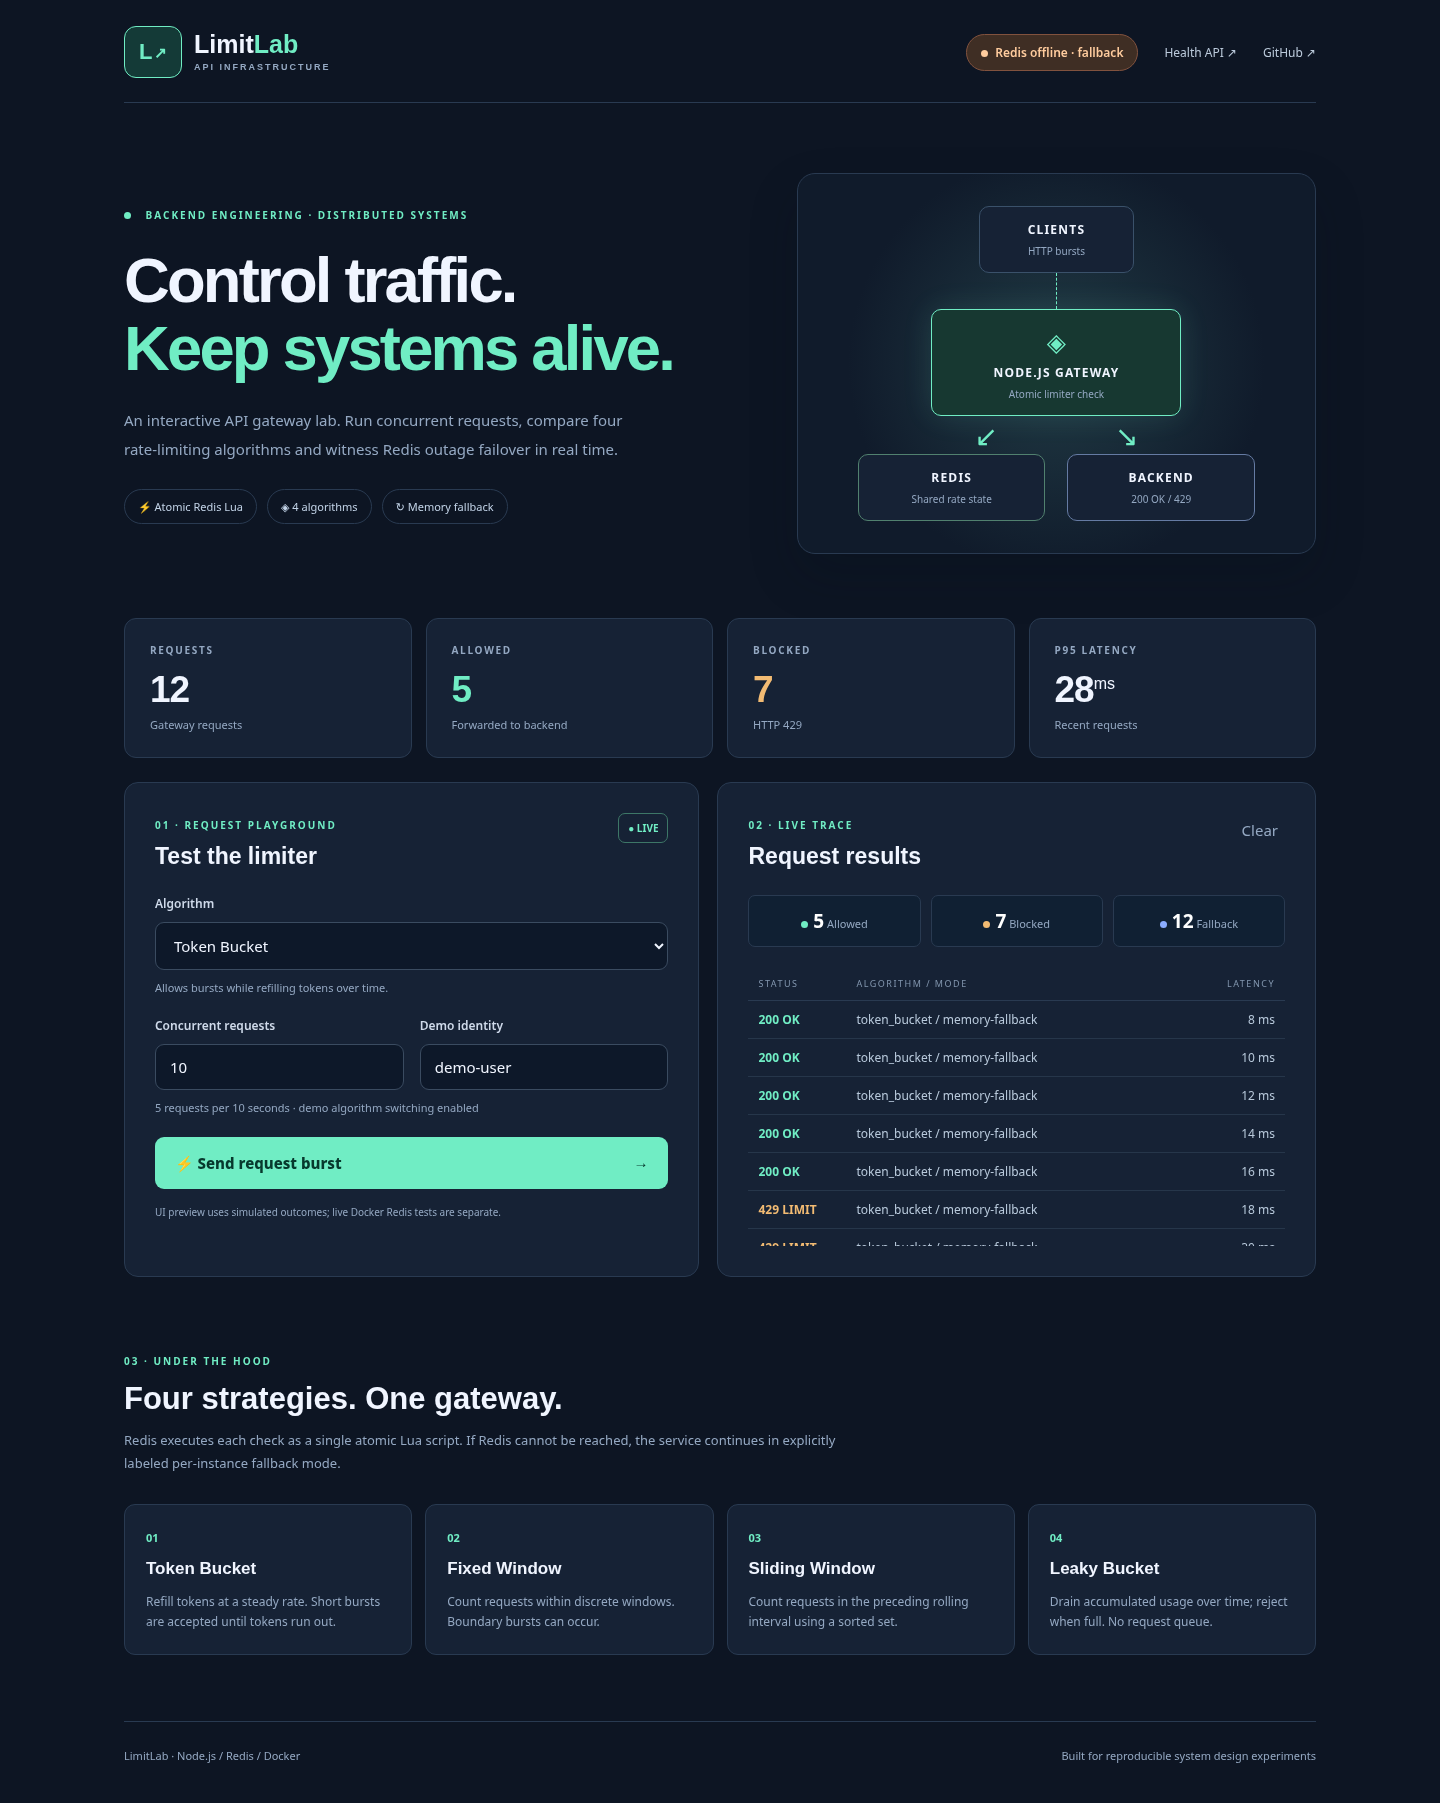 L↗
LimitLab
API INFRASTRUCTURE
● Redis offline · fallback
Health API ↗
GitHub ↗
BACKEND ENGINEERING · DISTRIBUTED SYSTEMS
Control traffic.
Keep systems alive.
An interactive API gateway lab. Run concurrent requests, compare four
rate-limiting algorithms and witness Redis outage failover in real time.
⚡ Atomic Redis Lua
◈ 4 algorithms
↻ Memory fallback
CLIENTS
HTTP bursts
◈
NODE.JS GATEWAY
Atomic limiter check
↙ ↘
REDIS
Shared rate state
BACKEND
200 OK / 429
REQUESTS
12
Gateway requests
ALLOWED
5
Forwarded to backend
BLOCKED
7
HTTP 429
P95 LATENCY
28ms
Recent requests
01 · REQUEST PLAYGROUND
● LIVE
Test the limiter
Algorithm
Token Bucket
Allows bursts while refilling tokens over time.
Concurrent requests
Demo identity
10
demo-user
5 requests per 10 seconds · demo algorithm switching enabled
⚡ Send request burst →
UI preview uses simulated outcomes; live Docker Redis tests are separate.
02 · LIVE TRACE
Clear
Request results
5 Allowed
7 Blocked
12 Fallback
STATUS ALGORITHM / MODE LATENCY
200 OK token_bucket / memory-fallback 8 ms
200 OK token_bucket / memory-fallback 10 ms
200 OK token_bucket / memory-fallback 12 ms
200 OK token_bucket / memory-fallback 14 ms
200 OK token_bucket / memory-fallback 16 ms
429 LIMIT token_bucket / memory-fallback 18 ms
429 LIMIT token_bucket / memory-fallback 20 ms
03 · UNDER THE HOOD
Four strategies. One gateway.
Redis executes each check as a single atomic Lua script. If Redis cannot be reached, the service continues in explicitly
labeled per-instance fallback mode.
01
Token Bucket
Refill tokens at a steady rate. Short bursts
are accepted until tokens run out.
02
Fixed Window
Count requests within discrete windows.
Boundary bursts can occur.
03
Sliding Window
Count requests in the preceding rolling
interval using a sorted set.
04
Leaky Bucket
Drain accumulated usage over time; reject
when full. No request queue.
LimitLab · Node.js / Redis / Docker
Built for reproducible system design experiments